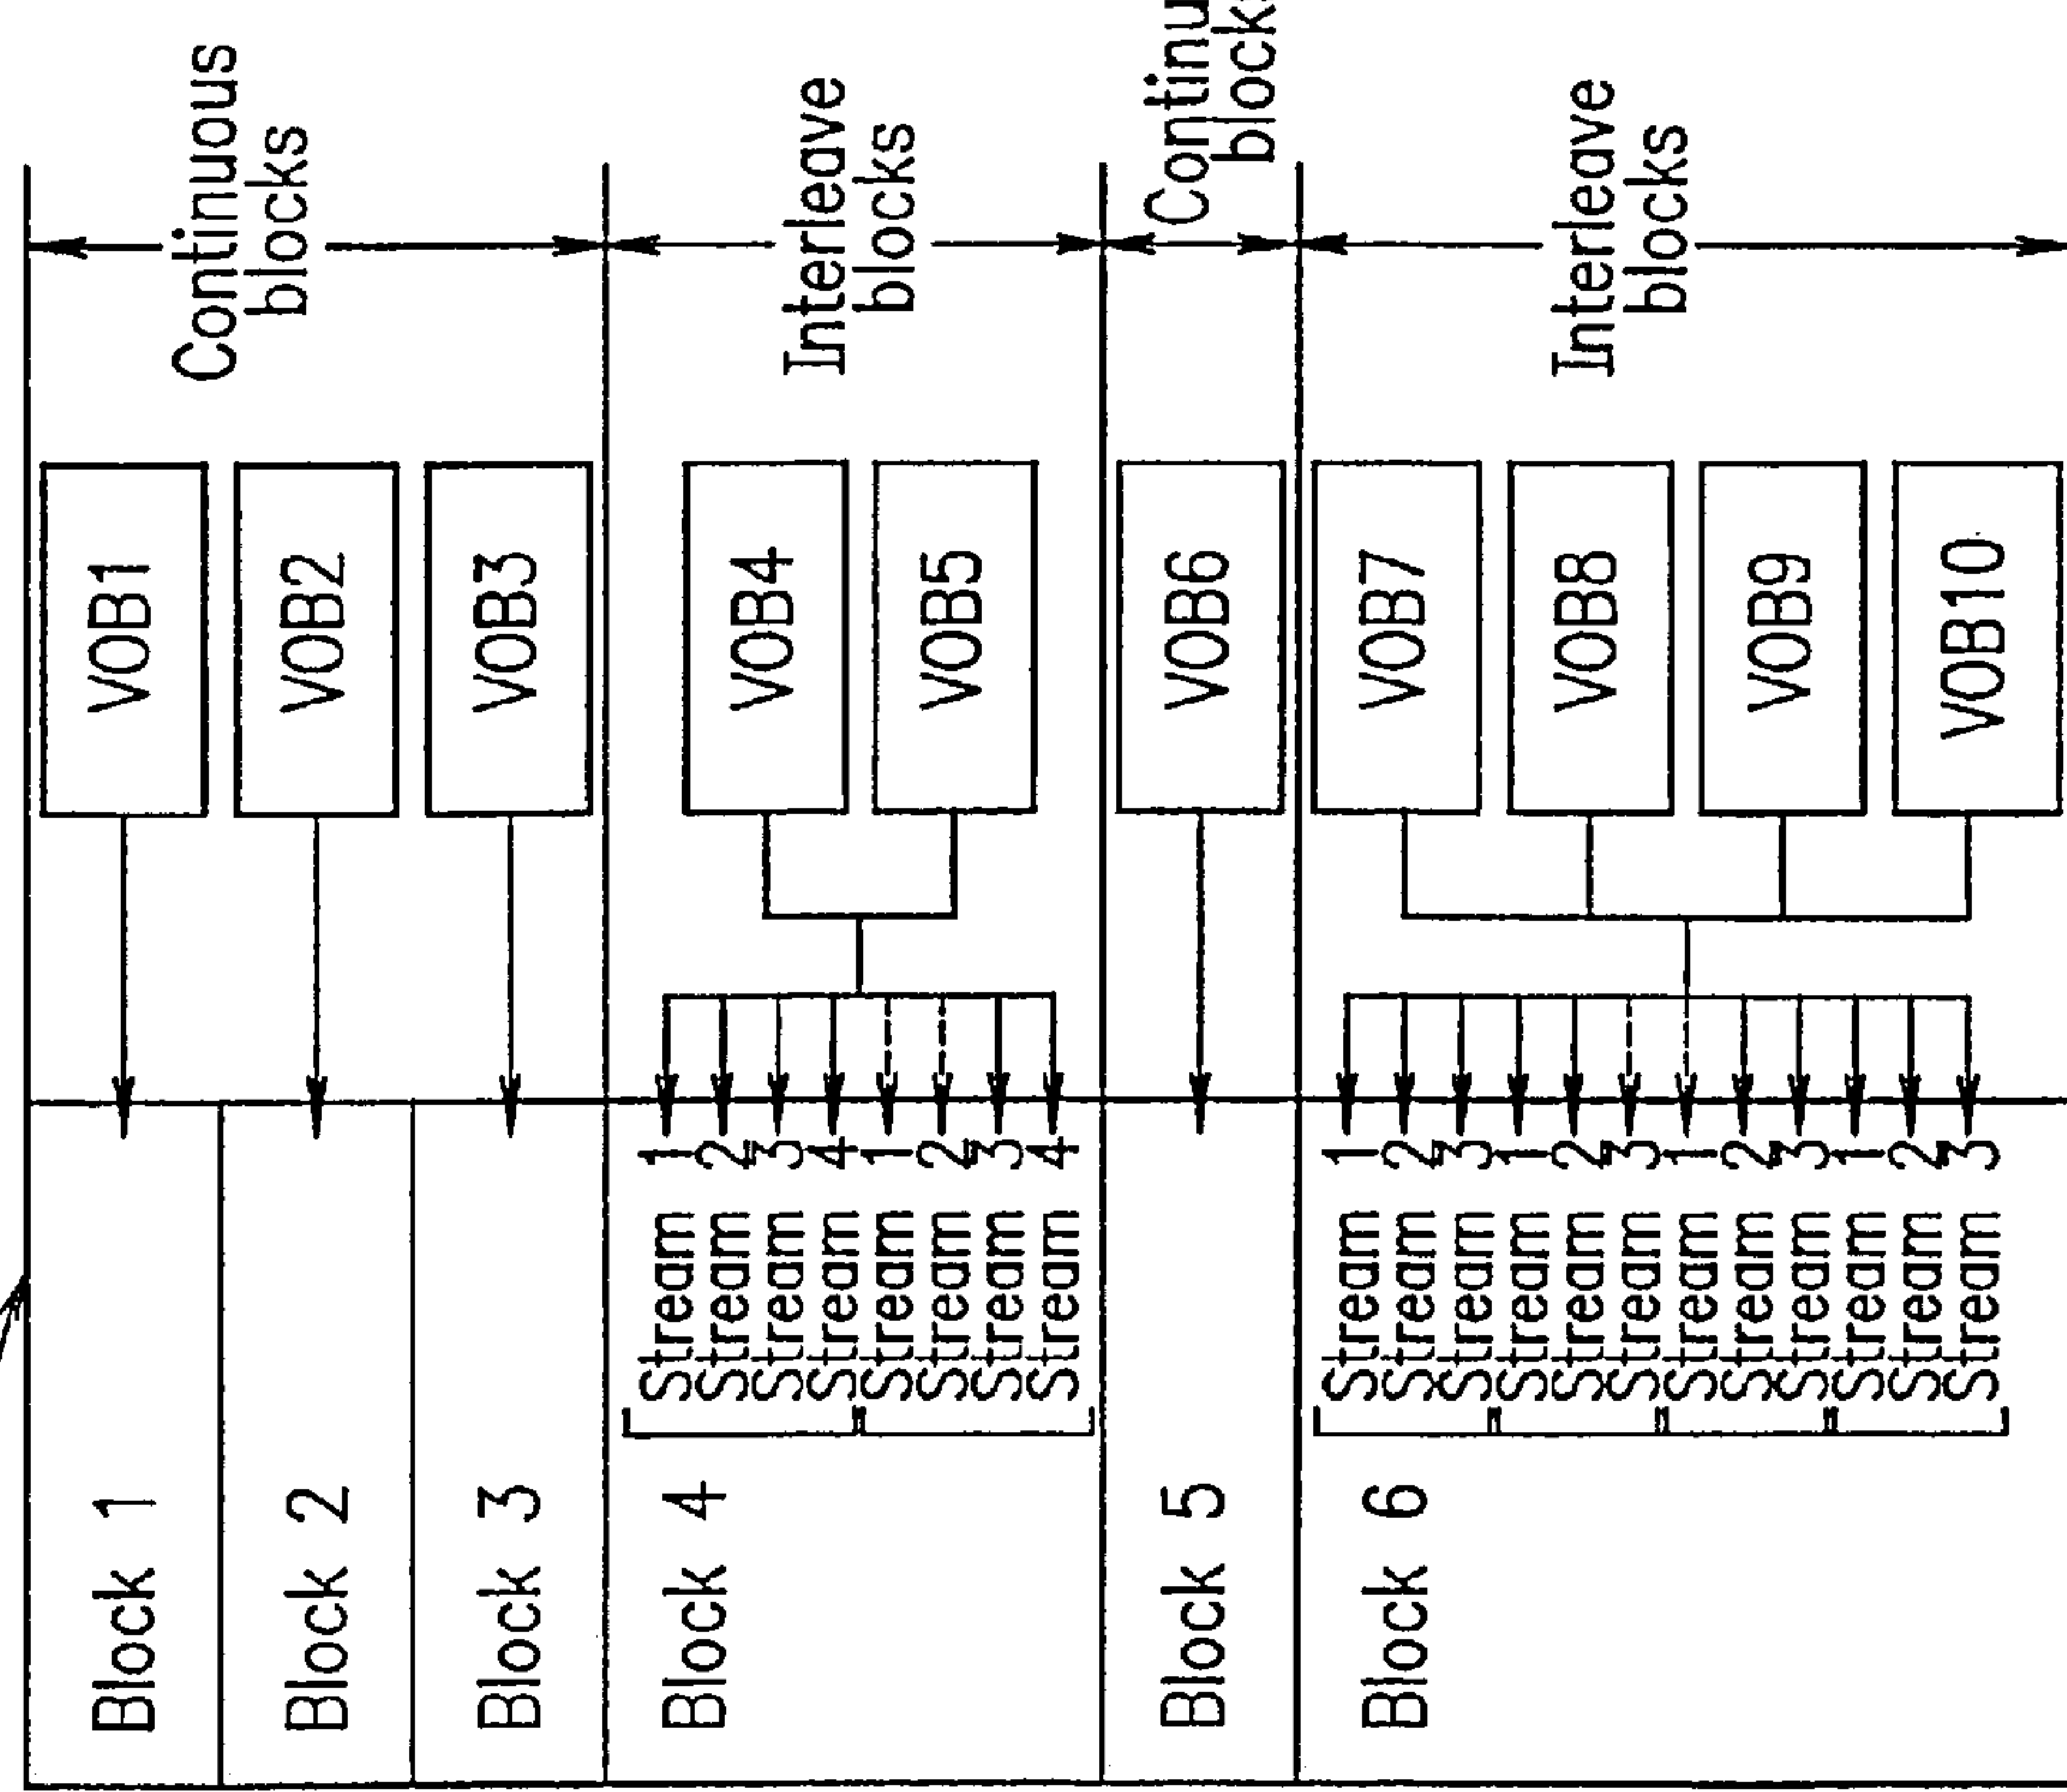 Block 1
VOB1
Block 2
VOB2
Block 3
VOB3
Continuous
blocks
Block 4
Stream 1
Stream 2
Stream 3
Stream 4
Stream 1
Stream 2
Stream 3
Stream 4
VOB4
VOB5
Interleave
blocks
Block 5
VOB6
Continu
block
Block 6
Stream 1
Stream 2
Stream 3
Stream 1
Stream 2
Stream 3
Stream 1
Stream 2
Stream 3
Stream 1
Stream 2
Stream 3
VOB7
VOB8
VOB9
VOB10
Interleave
blocks